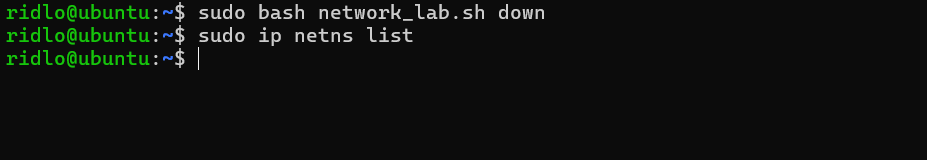 ridlo@ubuntu:~$ sudo bash network_lab.sh down
ridlo@ubuntu:~$ sudo ip netns list
ridlo@ubuntu:~$